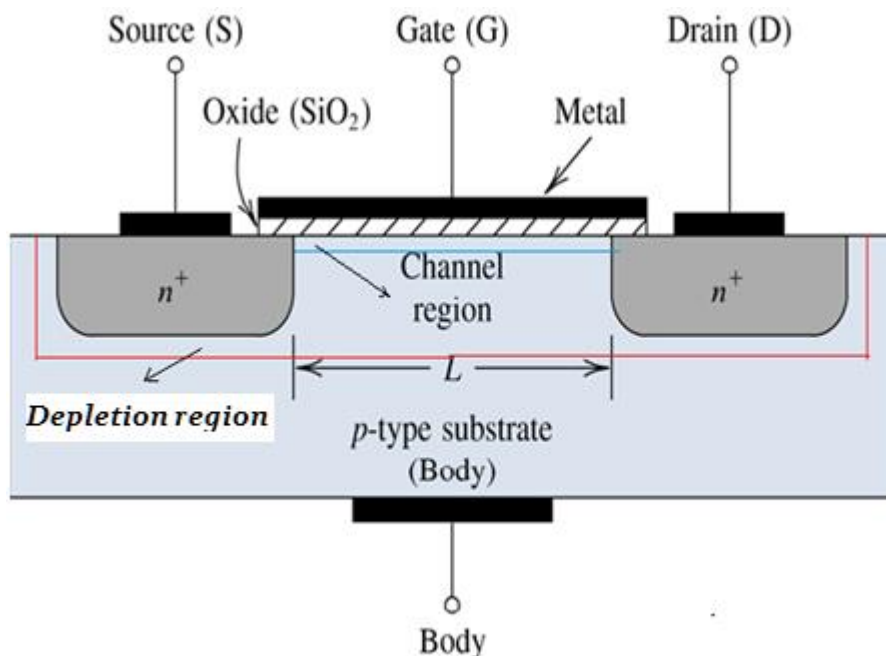 Source (S)
Gate (G)
Drain (D)
Oxide (SiO₂)
Metal
n⁺
Channel
region
n⁺
L
Depletion region
p-type substrate
(Body)
Body